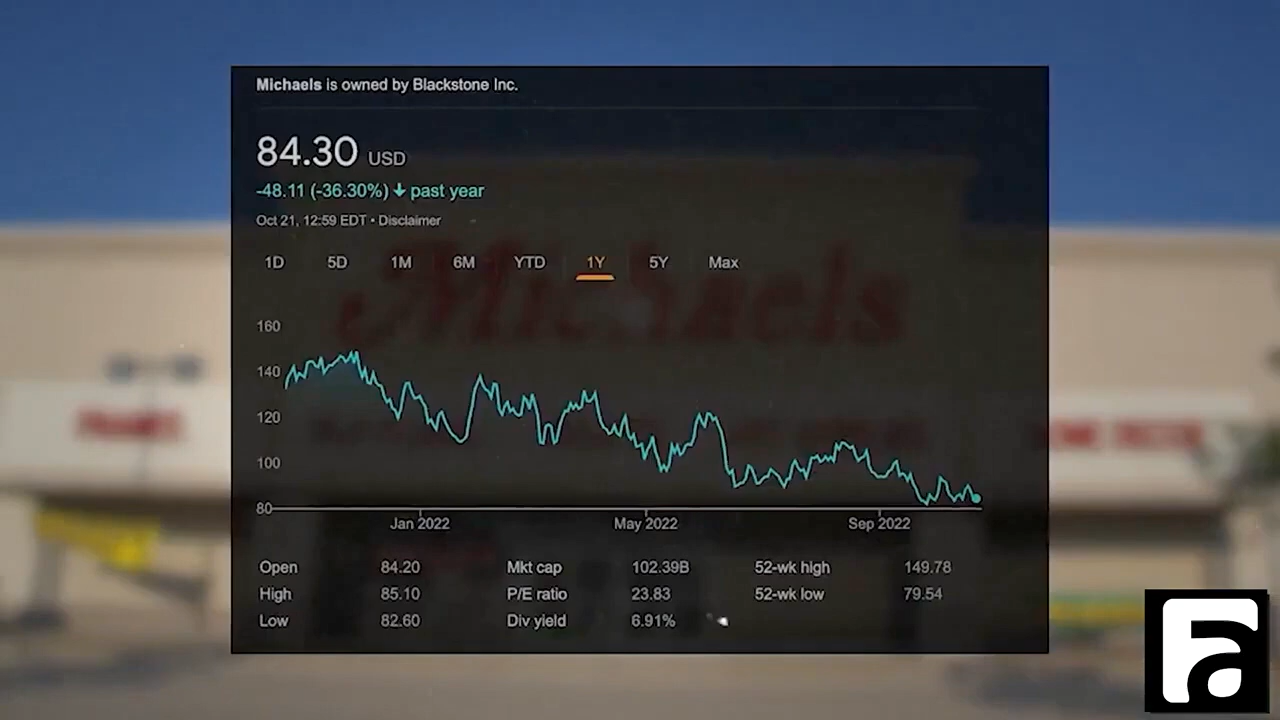 Michaels is owned by Blackstone Inc.
84.30 USD
-48.11 (-36.30%) ↓ past year
Oct 21, 12:59 EDT • Disclaimer
1D 5D 1M 6M YTD 1Y 5Y Max
Michaels
160
140
120
100
80
Jan 2022 May 2022 Sep 2022
Open 84.20 Mkt cap 102.39B 52-wk high 149.78
High 85.10 P/E ratio 23.83 52-wk low 79.54
Low 82.60 Div yield 6.91%
Fa